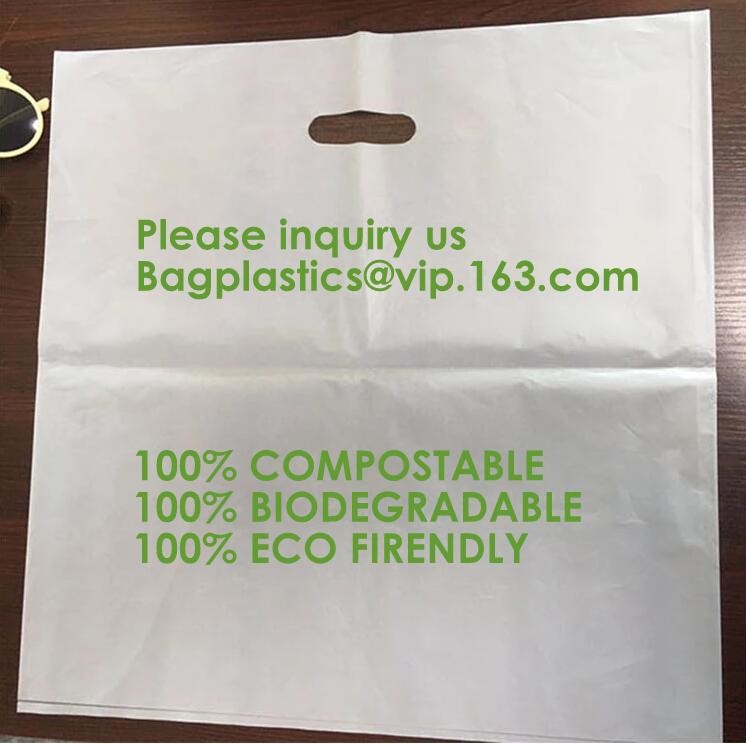 Please inquiry us
Bagplastics@vip.163.com
100% COMPOSTABLE
100% BIODEGRADABLE
100% ECO FIRENDLY